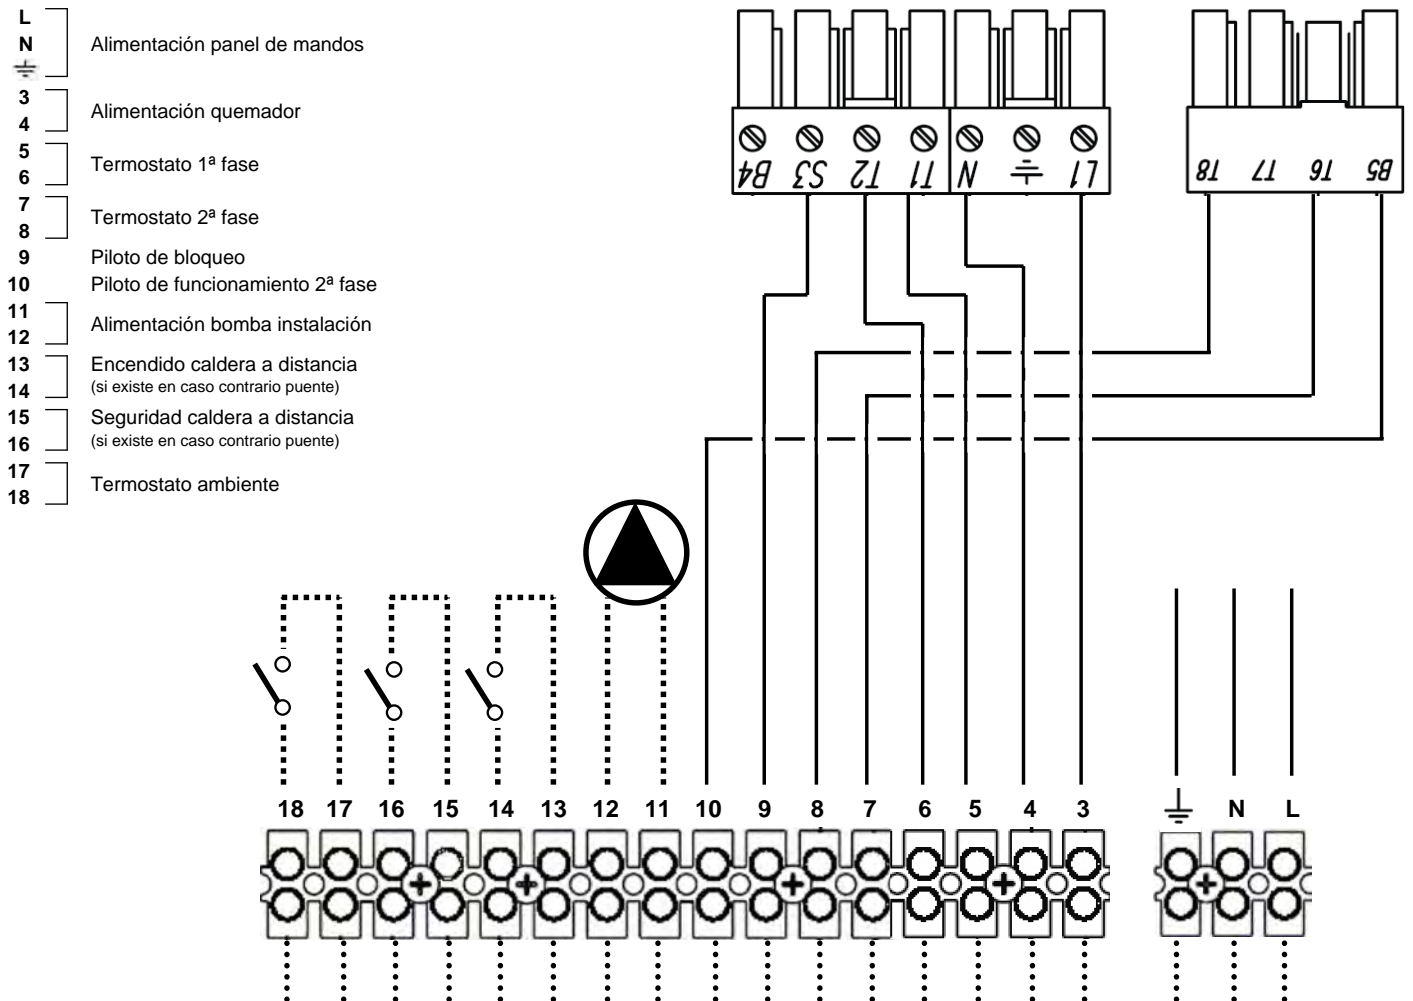 L
N
Alimentación panel de mandos
3
4
Alimentación quemador
5
6
Termostato 1ª fase
7
8
Termostato 2ª fase
9 Piloto de bloqueo
10 Piloto de funcionamiento 2ª fase
11
12
Alimentación bomba instalación
13
14
Encendido caldera a distancia
(si existe en caso contrario puente)
15
16
Seguridad caldera a distancia
(si existe en caso contrario puente)
17
18
Termostato ambiente
B4 S3 T2 T1 N L1
T8 T7 T6 B5
18 17 16 15 14 13 12 11 10 9 8 7 6 5 4 3
N L